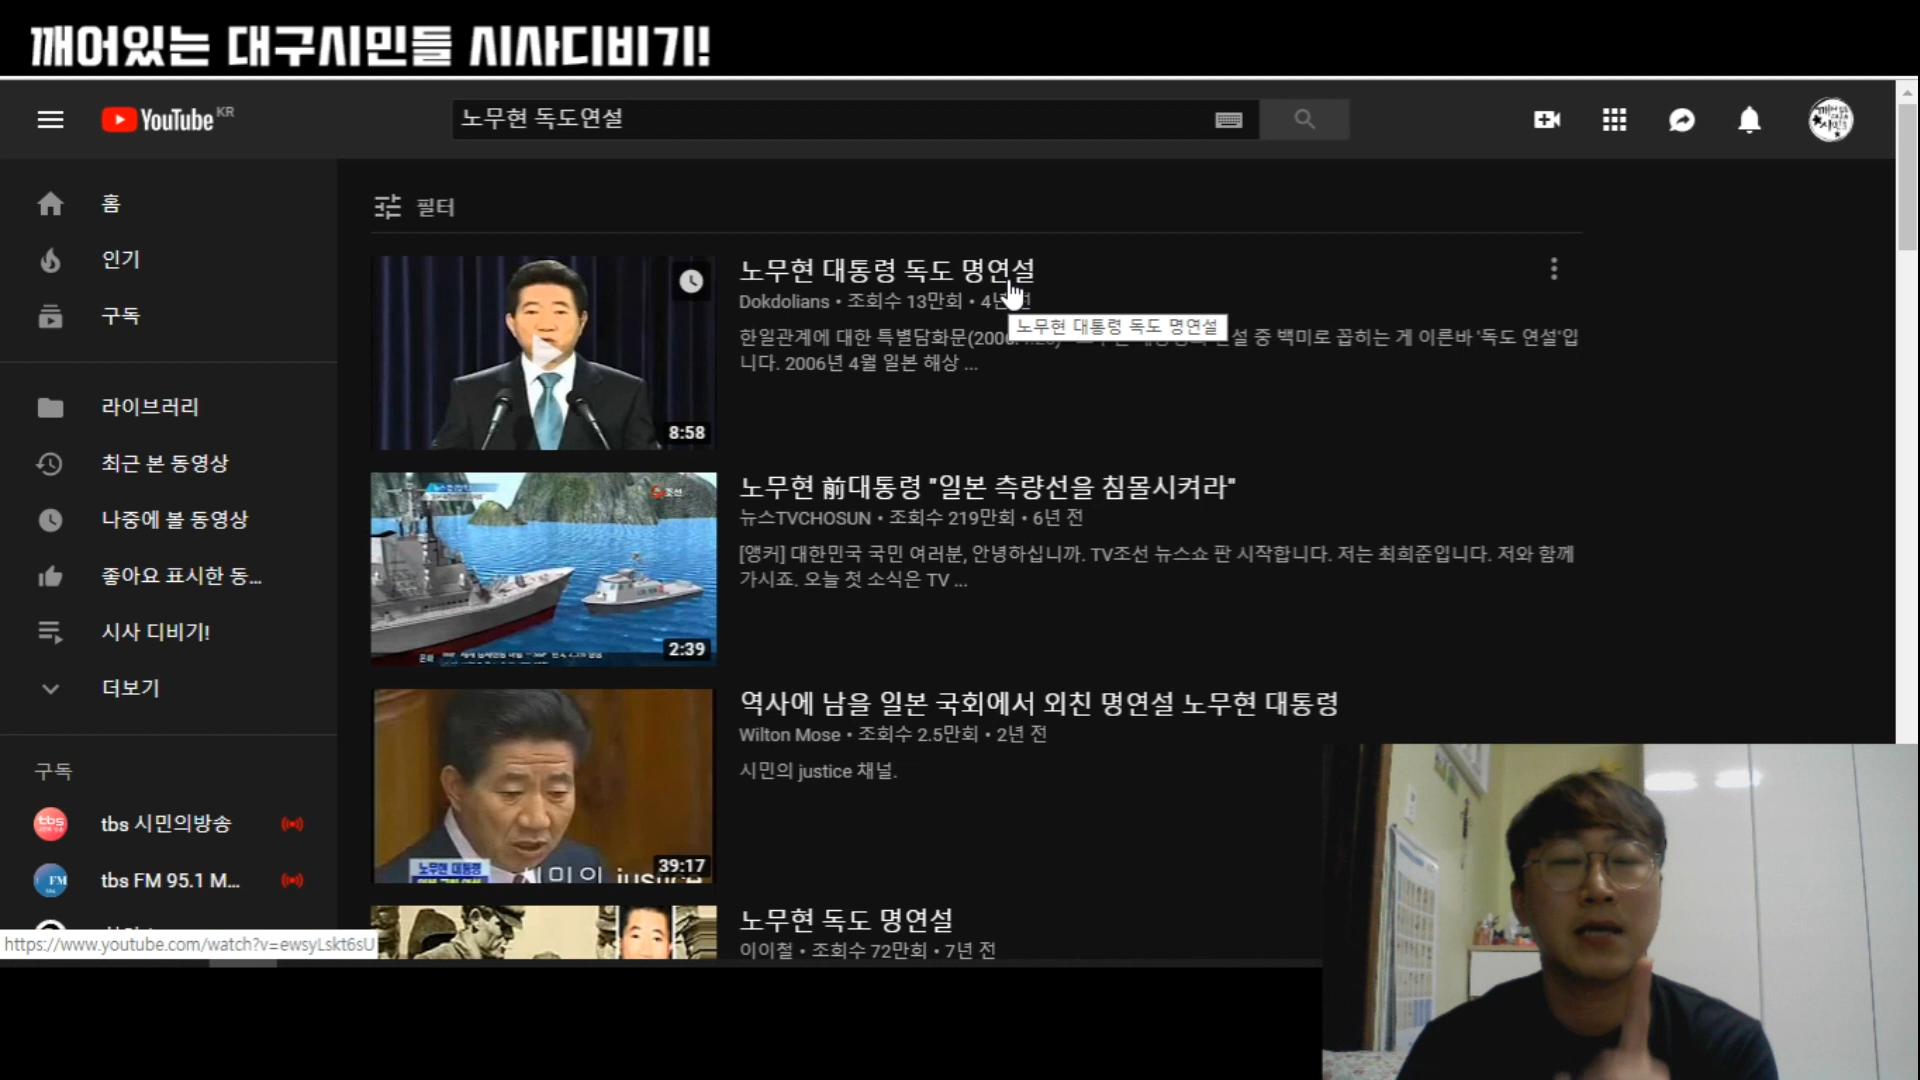 깨어있는 대구시민들 시사디비기!
YouTube KR
노무현 독도연설
홈
인기
구독
라이브러리
최근 본 동영상
나중에 볼 동영상
좋아요 표시한 동...
시사 디비기!
더보기
구독
tbs 시민의방송
tbs FM 95.1 M...
https://www.youtube.com/watch?v=ewsyLskt6sU
필터
8:58
노무현 대통령 독도 명연설
Dokdolians • 조회수 13만회 • 4년 전
노무현 대통령 독도 명연설
한일관계에 대한 특별담화문(2006 설 중 백미로 꼽히는 게 이른바 '독도 연설'입
니다. 2006년 4월 일본 해상 ...
조선
2:39
노무현 前대통령 "일본 측량선을 침몰시켜라"
뉴스TVCHOSUN • 조회수 219만회 • 6년 전
[앵커] 대한민국 국민 여러분, 안녕하십니까. TV조선 뉴스쇼 판 시작합니다. 저는 최희준입니다. 저와 함께
가시죠. 오늘 첫 소식은 TV ...
노무현 대통령
39:17
역사에 남을 일본 국회에서 외친 명연설 노무현 대통령
Wilton Mose • 조회수 2.5만회 • 2년 전
시민의 justice 채널.
노무현 독도 명연설
이이철 • 조회수 72만회 • 7년 전